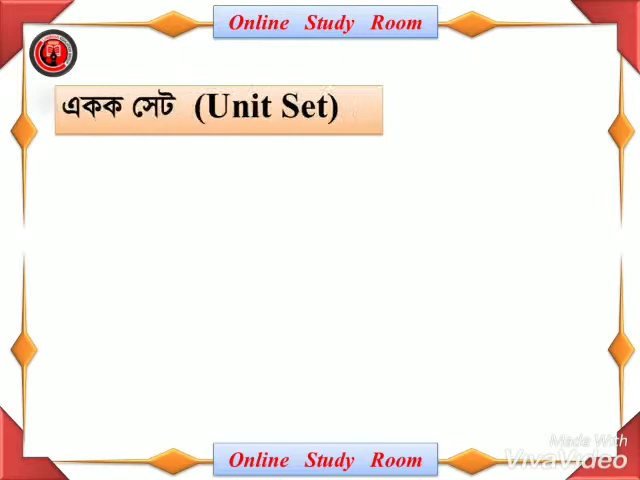 Online Study Room
একক সেট (Unit Set)
Online Study Room
Made With
VivaVideo